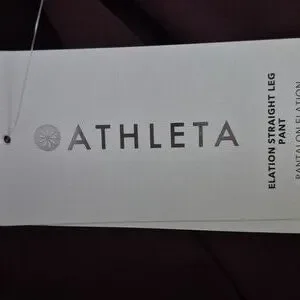 ATHLETA
ELATION STRAIGHT LEG
PANT
PANTALON ELATION